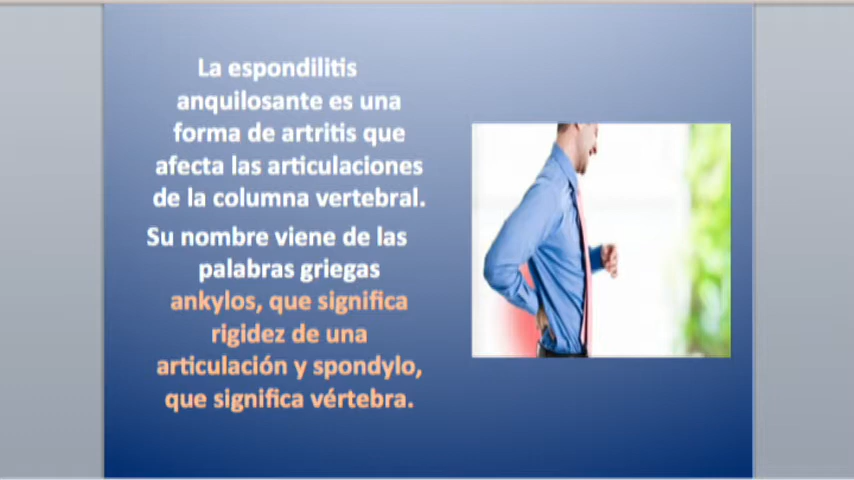 La espondilitis
anquilosante es una
forma de artritis que
afecta las articulaciones
de la columna vertebral.
Su nombre viene de las
palabras griegas
ankylos, que significa
rigidez de una
articulación y spondylo,
que significa vértebra.